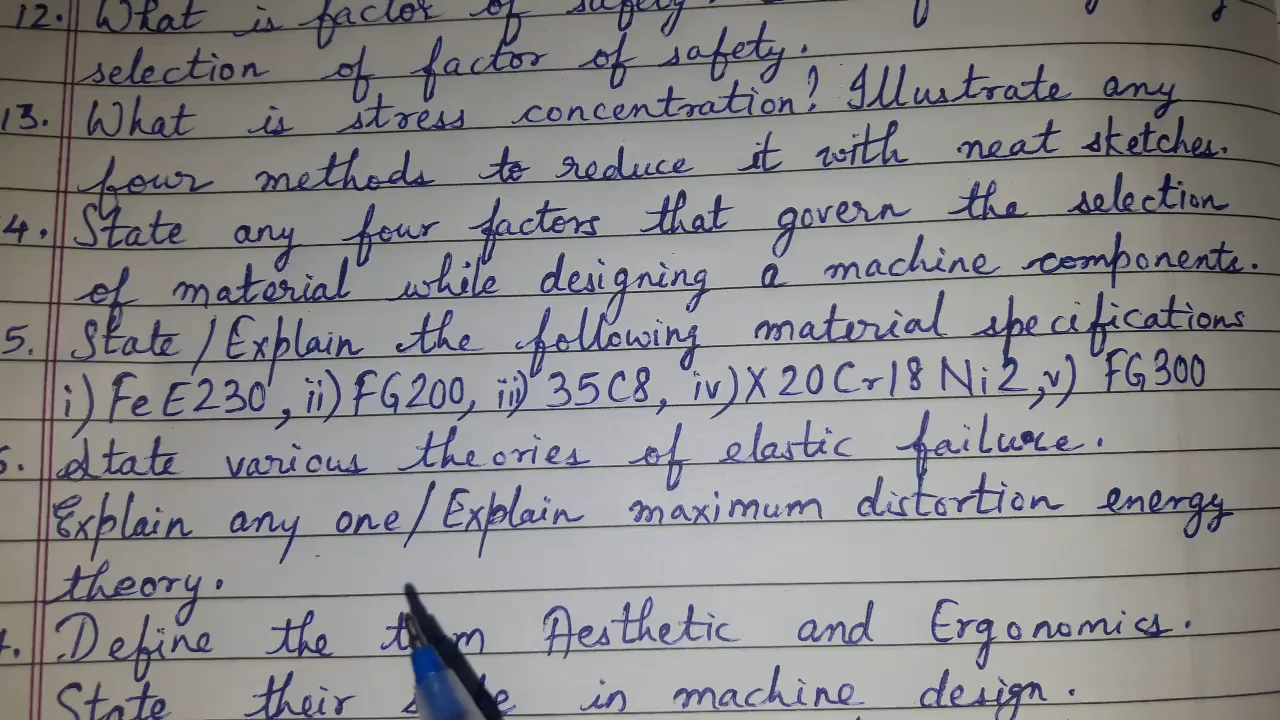 12. What is factor of safety
selection of factor of safety.
13. What is stress concentration? Illustrate any
four methods to reduce it with neat sketches.
4. State any four factors that govern the selection
of material while designing a machine components.
5. State/Explain the following material specifications
i) FeE230, ii) FG200, iii) 35C8, iv) X20Cr18Ni2, v) FG300
6. State various theories of elastic failure.
Explain any one/Explain maximum distortion energy
theory.
7. Define the Aesthetic and Ergonomics.
State their in machine design.